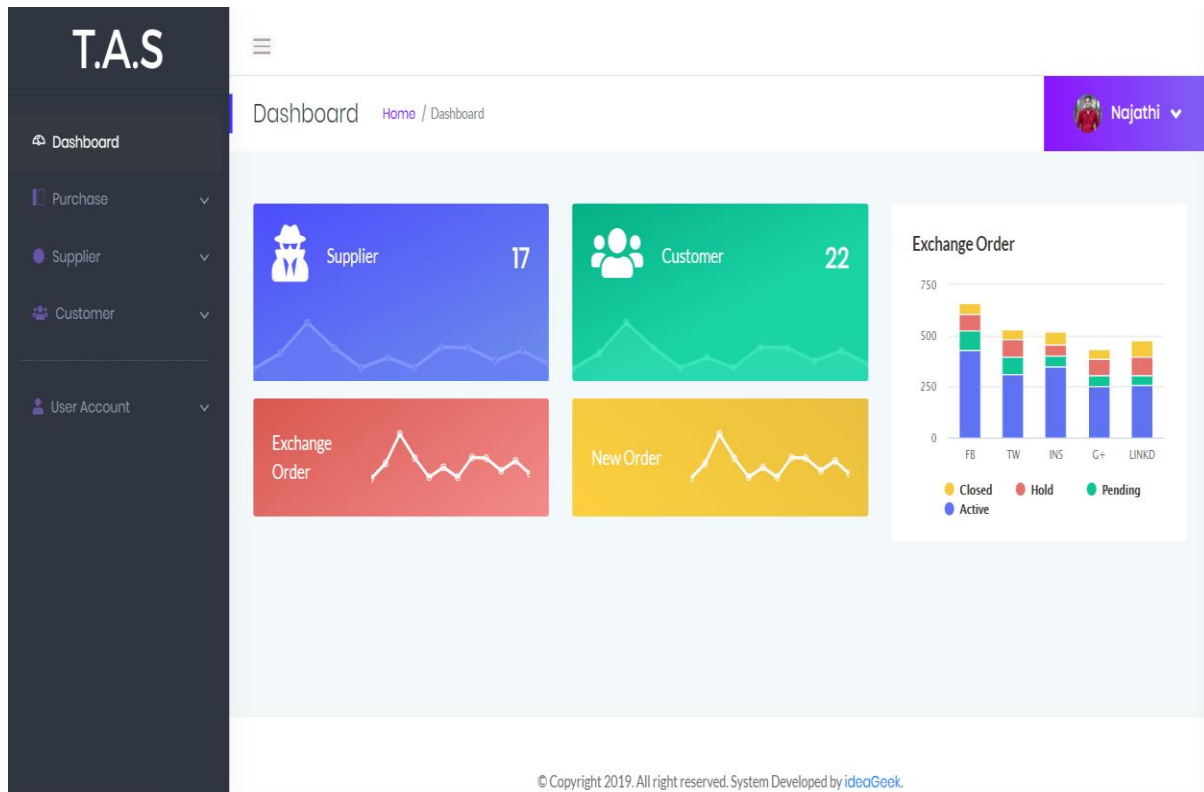 T.A.S
Dashboard
Purchase
Supplier
Customer
User Account
Dashboard Home / Dashboard
Najathi
Supplier 17
Customer 22
Exchange
Order
New Order
Exchange Order
750
500
250
0
FB TW INS G+ LINKD
Closed Hold Pending
Active
© Copyright 2019. All right reserved. System Developed by ideaGeek.